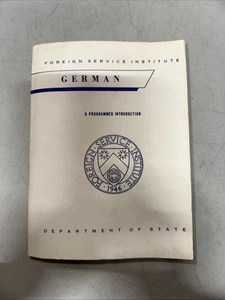 FOREIGN SERVICE INSTITUTE
GERMAN
A PROGRAMMED INTRODUCTION
FOREIGN SERVICE INSTITUTE
1946
DEPARTMENT OF STATE